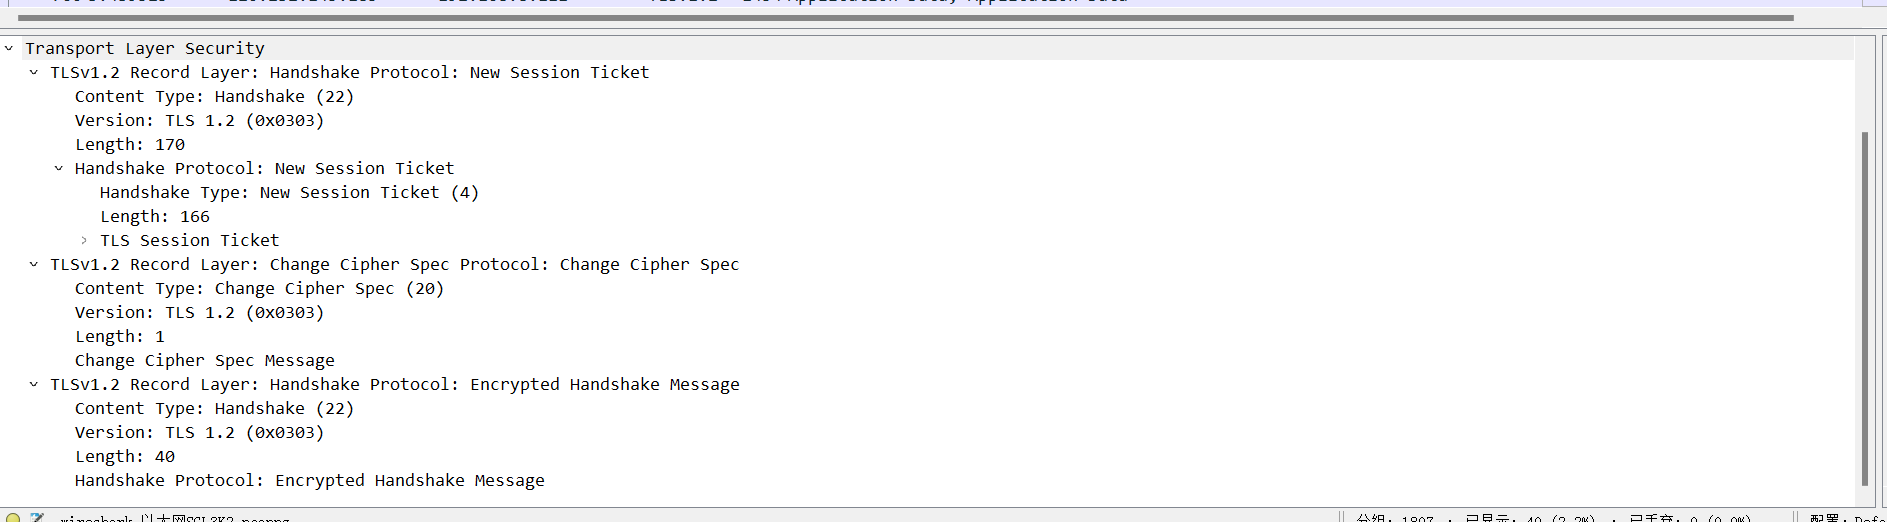 Transport Layer Security
TLSv1.2 Record Layer: Handshake Protocol: New Session Ticket
Content Type: Handshake (22)
Version: TLS 1.2 (0x0303)
Length: 170
Handshake Protocol: New Session Ticket
Handshake Type: New Session Ticket (4)
Length: 166
TLS Session Ticket
TLSv1.2 Record Layer: Change Cipher Spec Protocol: Change Cipher Spec
Content Type: Change Cipher Spec (20)
Version: TLS 1.2 (0x0303)
Length: 1
Change Cipher Spec Message
TLSv1.2 Record Layer: Handshake Protocol: Encrypted Handshake Message
Content Type: Handshake (22)
Version: TLS 1.2 (0x0303)
Length: 40
Handshake Protocol: Encrypted Handshake Message